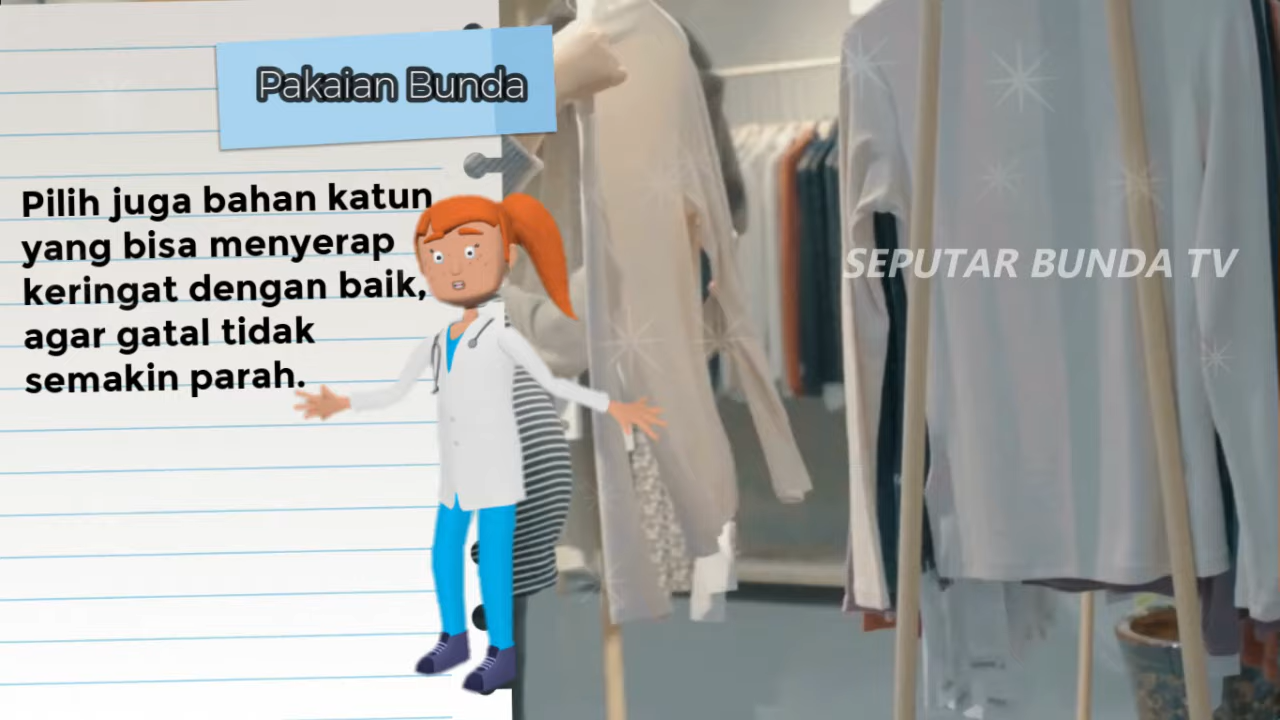 Pakaian Bunda
Pilih juga bahan katun
yang bisa menyerap
keringat dengan baik,
agar gatal tidak
semakin parah.
SEPUTAR BUNDA TV